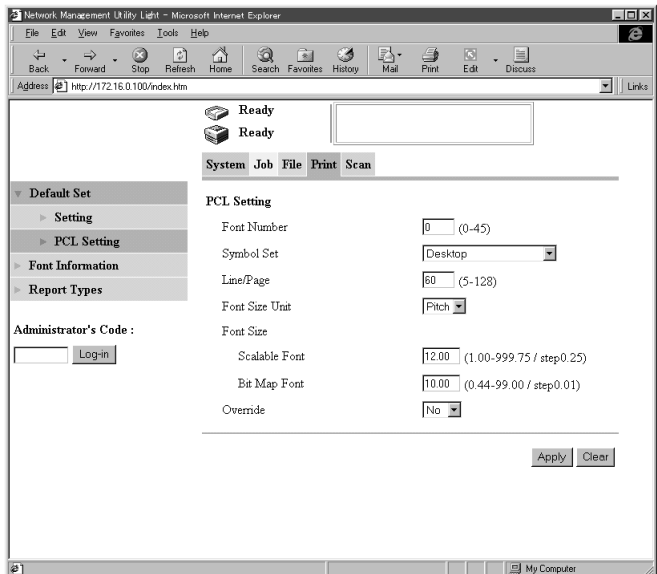 Network Management Utility Light - Microsoft Internet Explorer
File Edit View Favorites Tools Help
Back Forward Stop Refresh Home Search Favorites History Mail Print Edit Discuss
Address http://172.16.0.100/index.htm Links
Ready
Ready
System Job File Print Scan
Default Set
Setting
PCL Setting
Font Information
Report Types
Administrator's Code :
Log-in
PCL Setting
Font Number 0 (0-45)
Symbol Set Desktop
Line/Page 60 (5-128)
Font Size Unit Pitch
Font Size
Scalable Font 12.00 (1.00-999.75 / step0.25)
Bit Map Font 10.00 (0.44-99.00 / step0.01)
Override No
Apply Clear
My Computer